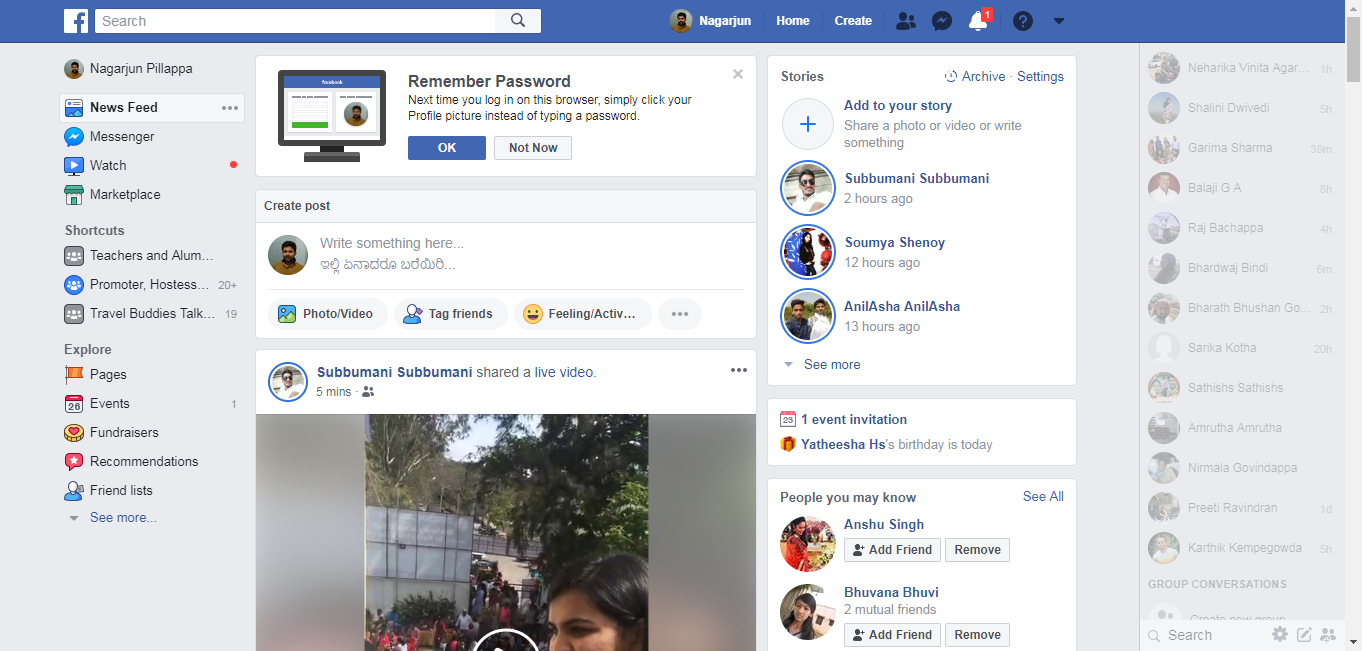 Search
Nagarjun
Home
Create
1
Nagarjun Pillappa
News Feed
Messenger
Watch
Marketplace
Shortcuts
Teachers and Alum...
Promoter, Hostess... 20+
Travel Buddies Talk... 19
Explore
Pages
26
Events 1
Fundraisers
Recommendations
Friend lists
See more...
facebook
Remember Password
Next time you log in on this browser, simply click your
Profile picture instead of typing a password.
OK
Not Now
Create post
Write something here...
ಇಲ್ಲಿ ಏನಾದರೂ ಬರೆಯಿರಿ...
Photo/Video
Tag friends
Feeling/Activ...
Subbumani Subbumani shared a live video.
5 mins ·
Stories
Archive · Settings
Add to your story
Share a photo or video or write
something
Subbumani Subbumani
2 hours ago
Soumya Shenoy
12 hours ago
AnilAsha AnilAsha
13 hours ago
See more
23
1 event invitation
Yatheesha Hs's birthday is today
People you may know
See All
Anshu Singh
Add Friend
Remove
Bhuvana Bhuvi
2 mutual friends
Add Friend
Remove
Neharika Vinita Agar... 1h
Shalini Dwivedi 5h
Garima Sharma 38m
Balaji G A 8h
Raj Bachappa 4h
Bhardwaj Bindi 6m
Bharath Bhushan Go... 2h
Sarika Kotha 20h
Sathishs Sathishs
Amrutha Amrutha
Nirmala Govindappa
Preeti Ravindran 1d
Karthik Kempegowda 5h
GROUP CONVERSATIONS
Create new group
Search